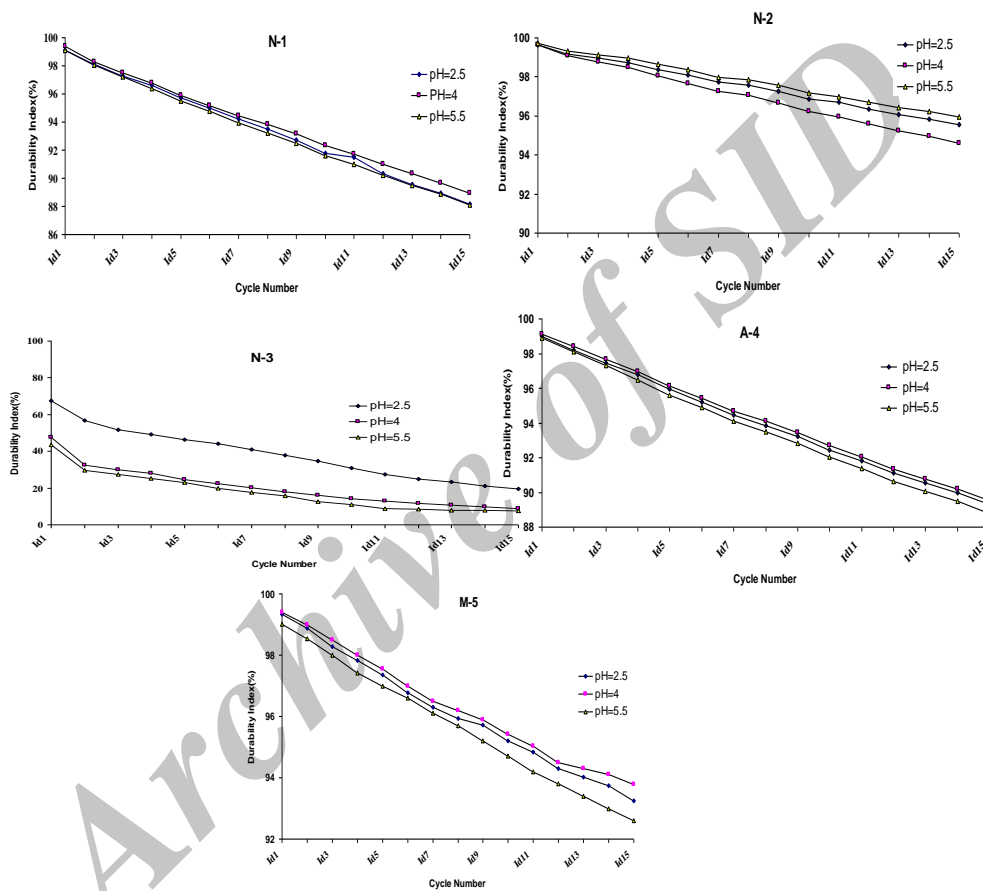 N-1
100
98
96
94
92
90
88
86
Durability Index(%)
Id1
Id3
Id5
Id7
Id9
Id11
Id13
Id15
Cycle Number
pH=2.5
PH=4
pH=5.5
N-2
100
98
96
94
92
90
Durability Index(%)
Id1
Id3
Id5
Id7
Id9
Id11
Id13
Id15
Cycle Number
pH=2.5
pH=4
pH=5.5
N-3
100
80
60
40
20
0
Durability Index(%)
Id1
Id3
Id5
Id7
Id9
Id11
Id13
Id15
Cycle Number
pH=2.5
pH=4
pH=5.5
A-4
100
98
96
94
92
90
88
Durability Index(%)
Id1
Id3
Id5
Id7
Id9
Id11
Id13
Id15
Cycle Number
pH=2.5
pH=4
pH=5.5
M-5
100
98
96
94
92
Durability Index(%)
Id1
Id3
Id5
Id7
Id9
Id11
Id13
Id15
Cycle Number
pH=2.5
pH=4
pH=5.5
Archive of SID